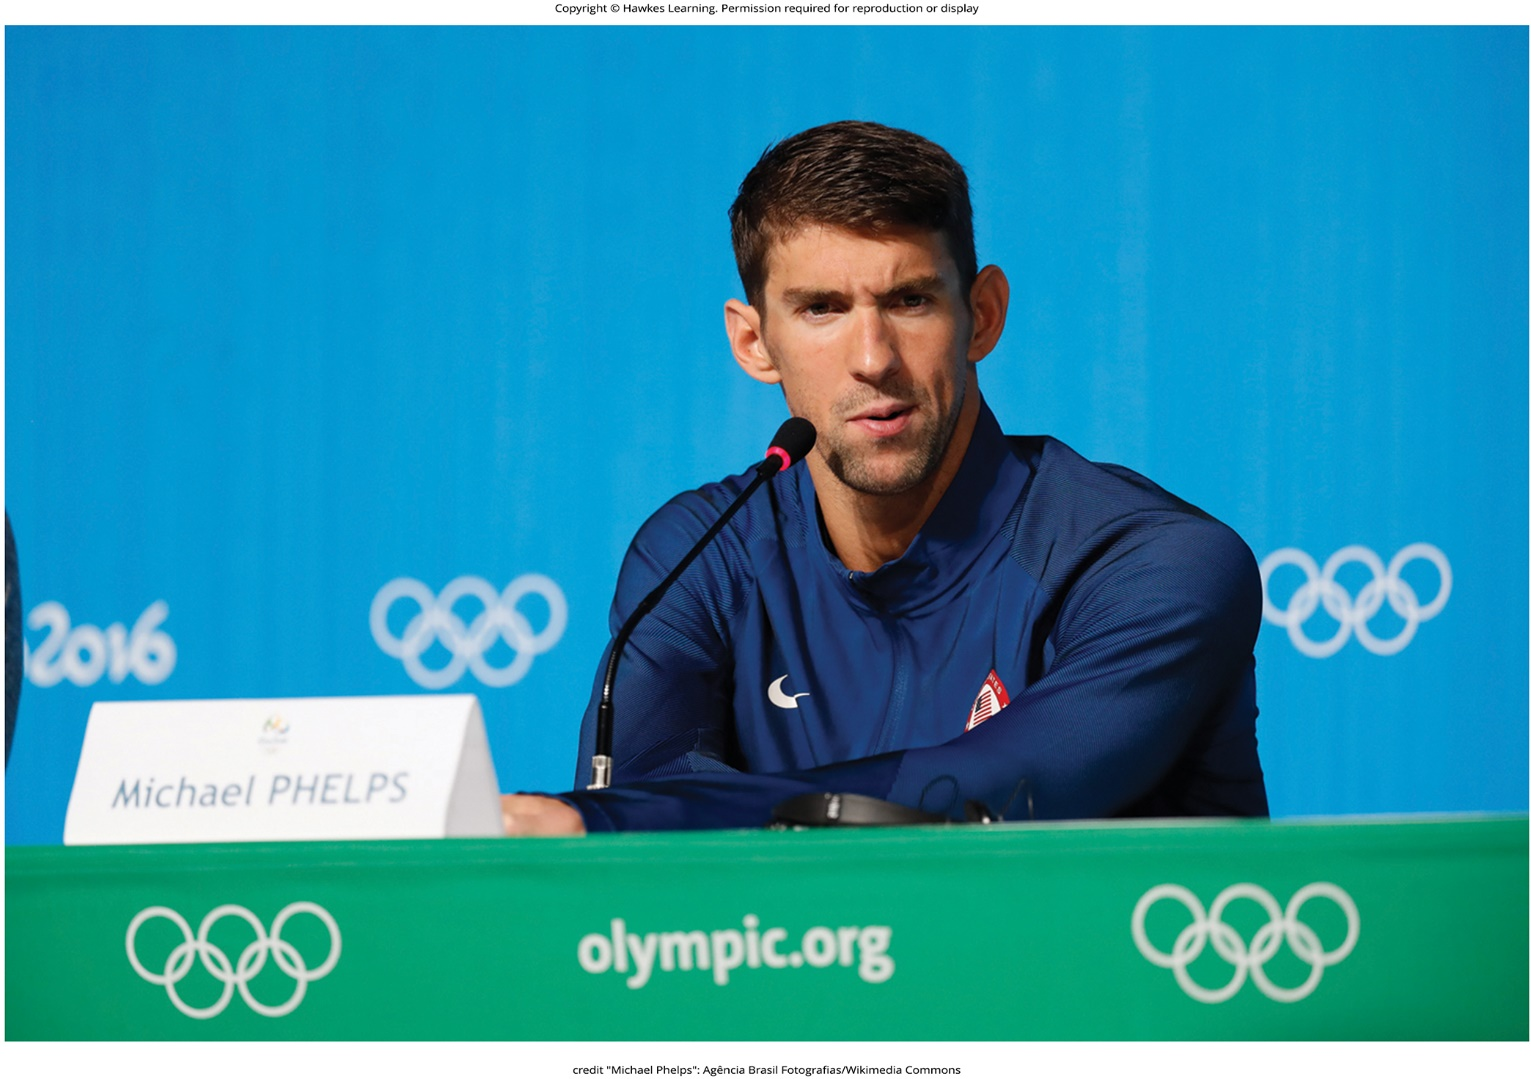 Copyright © Hawkes Learning. Permission required for reproduction or display
2016
Michael PHELPS
olympic.org
credit "Michael Phelps": Agência Brasil Fotografias/Wikimedia Commons